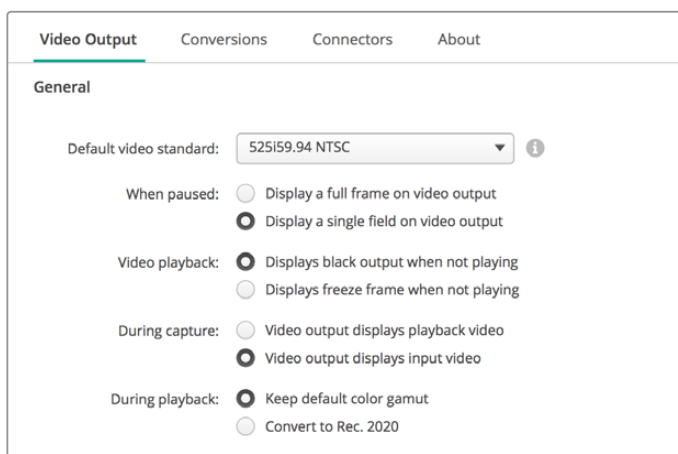 Video Output Conversions Connectors About
General
Default video standard: 525i59.94 NTSC
When paused: Display a full frame on video output
Display a single field on video output
Video playback: Displays black output when not playing
Displays freeze frame when not playing
During capture: Video output displays playback video
Video output displays input video
During playback: Keep default color gamut
Convert to Rec. 2020